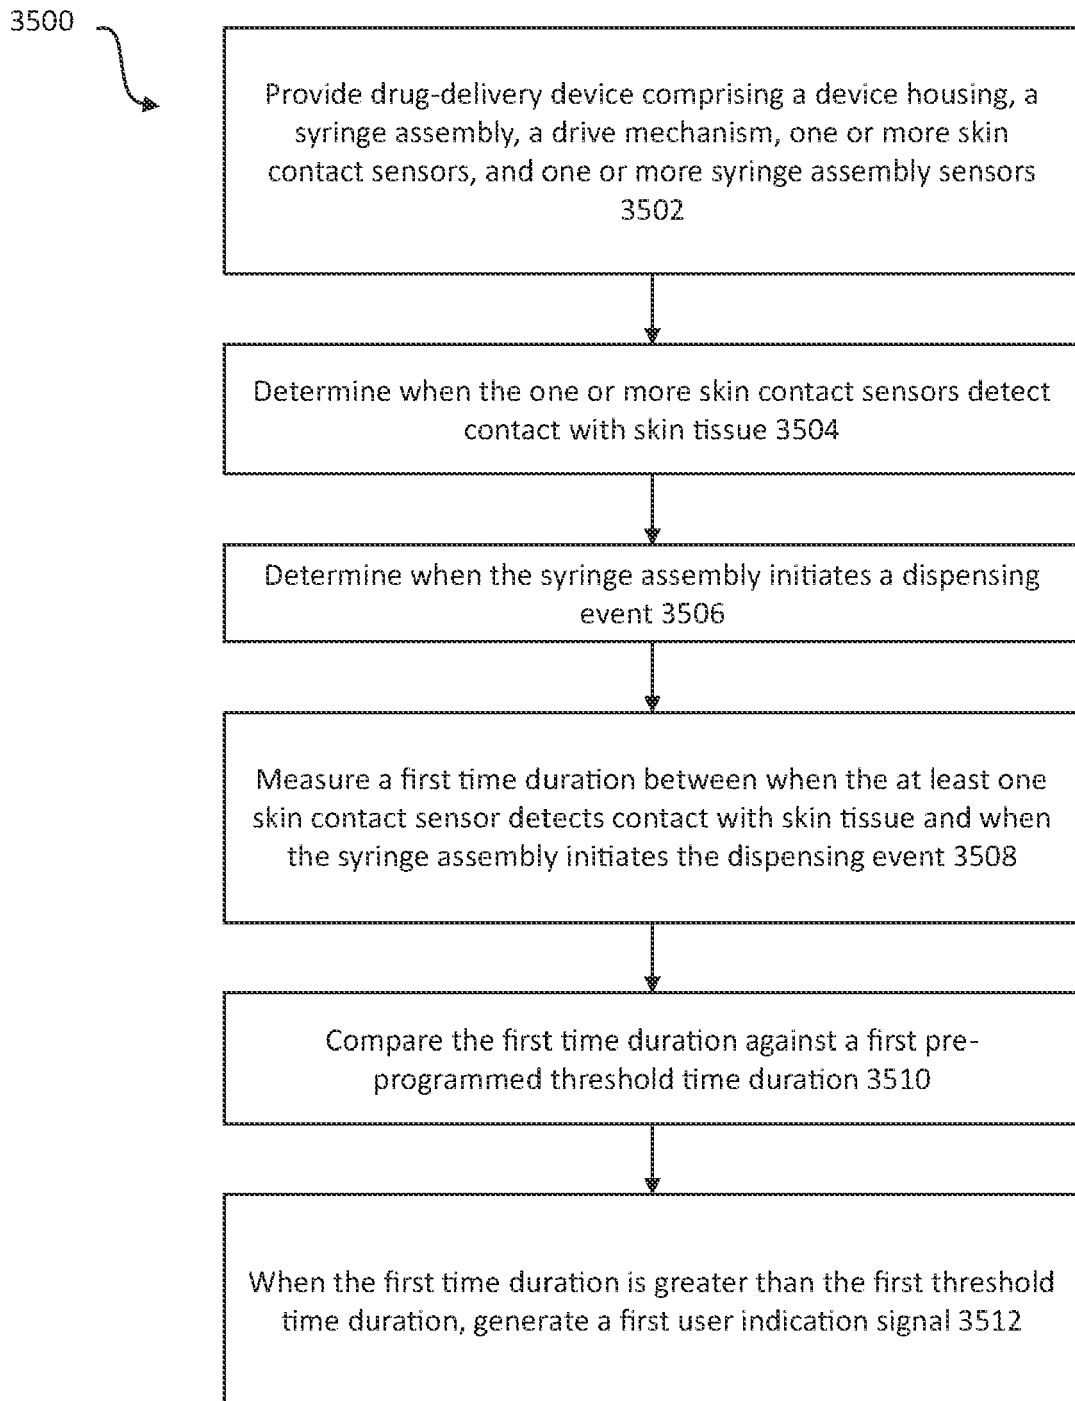 3500
Provide drug-delivery device comprising a device housing, a
syringe assembly, a drive mechanism, one or more skin
contact sensors, and one or more syringe assembly sensors
3502
Determine when the one or more skin contact sensors detect
contact with skin tissue 3504
Determine when the syringe assembly initiates a dispensing
event 3506
Measure a first time duration between when the at least one
skin contact sensor detects contact with skin tissue and when
the syringe assembly initiates the dispensing event 3508
Compare the first time duration against a first pre-
programmed threshold time duration 3510
When the first time duration is greater than the first threshold
time duration, generate a first user indication signal 3512